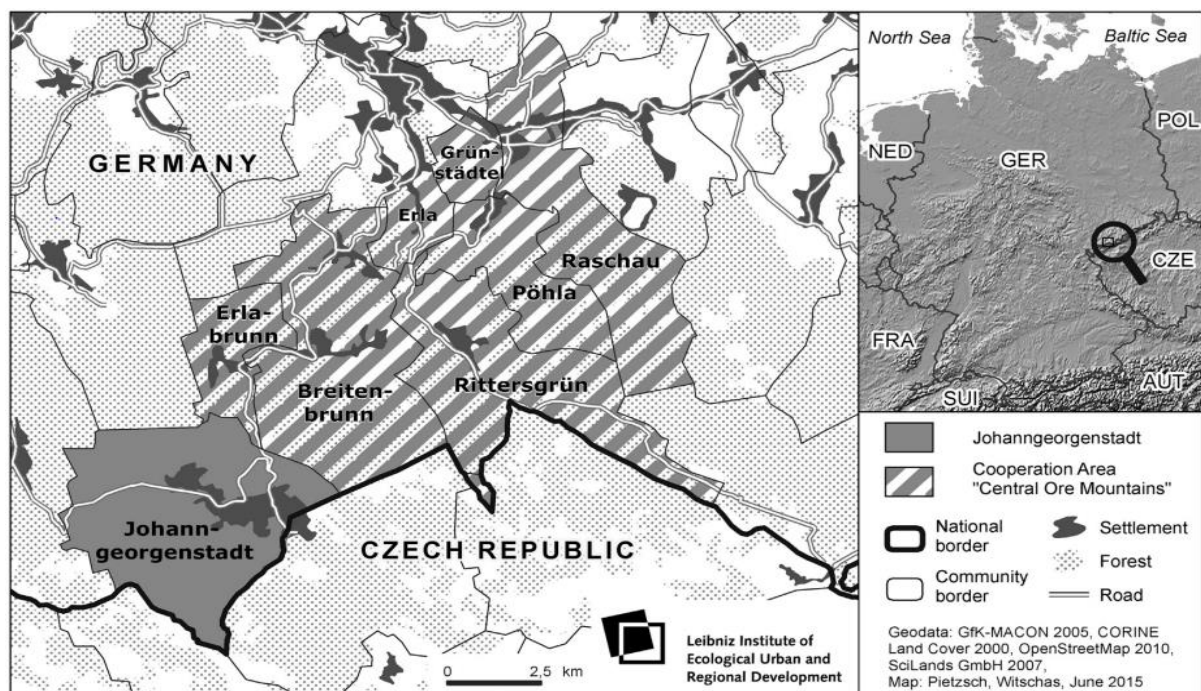 GERMANY
Grün-
städtel
Erla
Raschau
Pöhla
Erla-
brunn
Breiten-
brunn
Rittersgrün
Johann-
georgenstadt
CZECH REPUBLIC
0 2,5 km
Leibniz Institute of
Ecological Urban and
Regional Development
North Sea
Baltic Sea
NED
GER
POL
CZE
FRA
SUI
AUT
Johanngeorgenstadt
Cooperation Area
"Central Ore Mountains"
National
border
Community
border
Settlement
Forest
Road
Geodata: GfK-MACON 2005, CORINE
Land Cover 2000, OpenStreetMap 2010,
SciLands GmbH 2007,
Map: Pietzsch, Witschas, June 2015